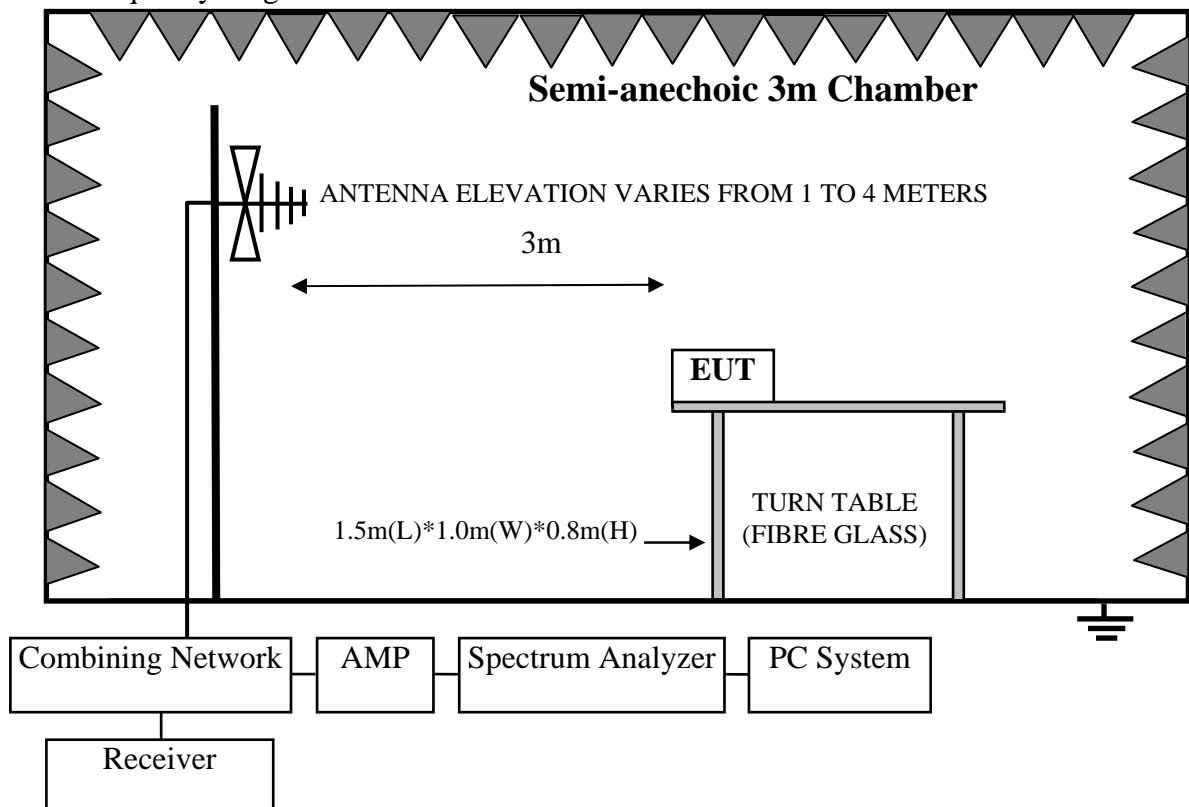 Semi-anechoic 3m Chamber
ANTENNA ELEVATION VARIES FROM 1 TO 4 METERS
3m
EUT
1.5m(L)*1.0m(W)*0.8m(H)
TURN TABLE
(FIBRE GLASS)
Combining Network
AMP
Spectrum Analyzer
PC System
Receiver